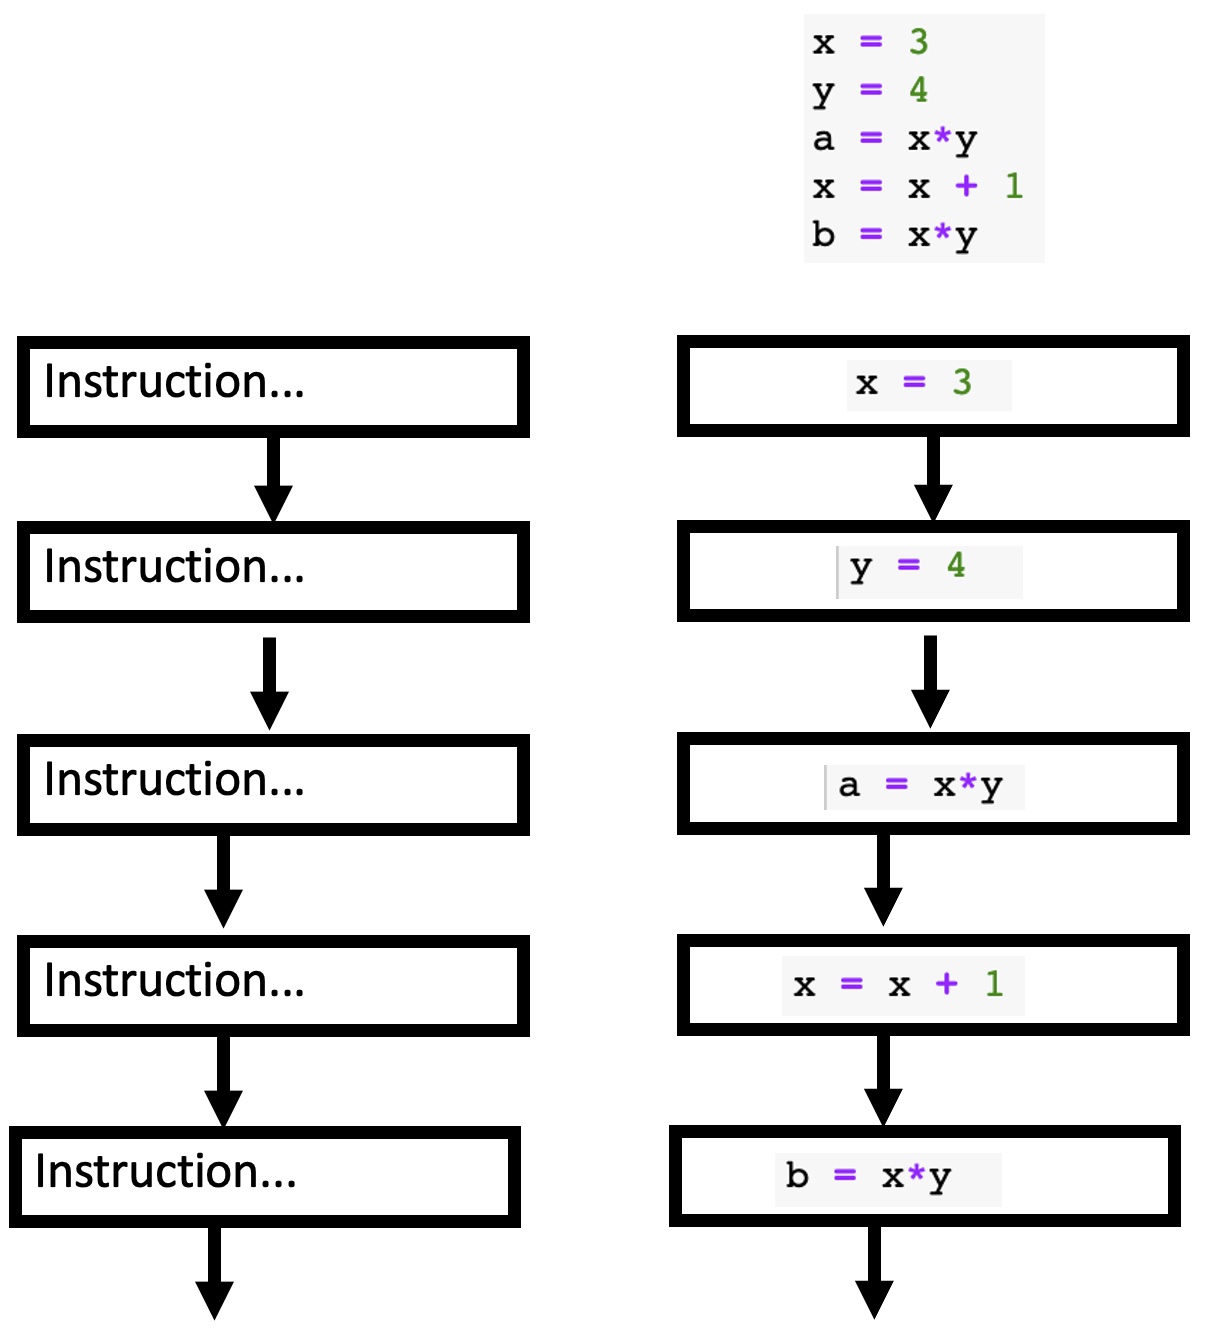 x = 3
y = 4
a = x*y
x = x + 1
b = x*y
Instruction...
x = 3
Instruction...
y = 4
Instruction...
a = x*y
Instruction...
x = x + 1
Instruction...
b = x*y